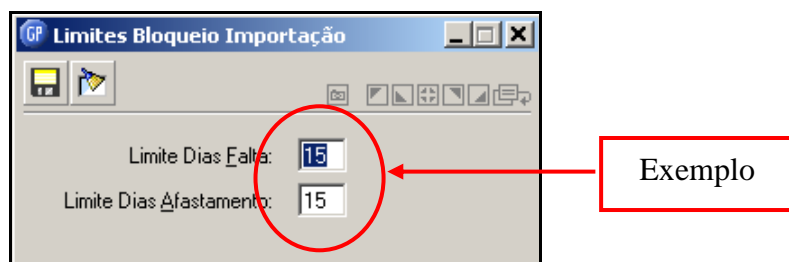 GP Limites Bloqueio Importação
Limite Dias Falta: 15
Exemplo
Limite Dias Afastamento: 15